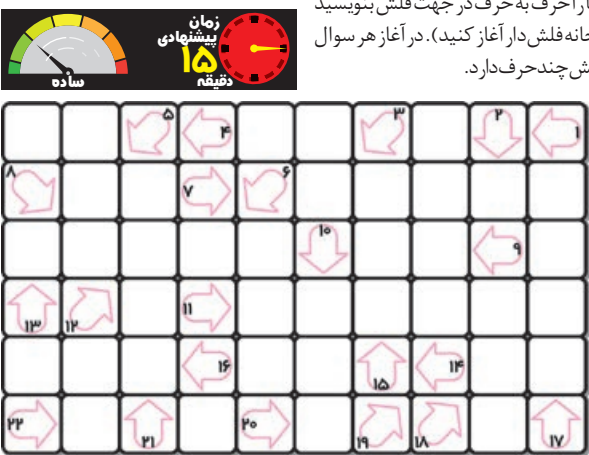 زمان
پیشنهادی
۱۵
دقیقه
ساده
را حرف به حرف در جهت فلش بنویسید
خانه فلش‌دار آغاز کنید). در آغاز هر سوال
چند حرف دارد.
۵ ۴ ۳ ۲ ۱
۸ ۷ ۶
۱۰ ۹
۱۳ ۱۲ ۱۱
۱۶ ۱۵ ۱۴
۲۲ ۲۱ ۲۰ ۱۹ ۱۸ ۱۷